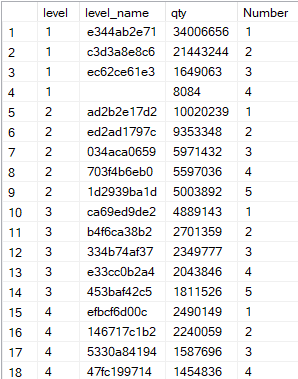 level level_name qty Number
1 1 e344ab2e71 34006656 1
2 1 c3d3a8e8c6 21443244 2
3 1 ec62ce61e3 1649063 3
4 1 8084 4
5 2 ad2b2e17d2 10020239 1
6 2 ed2ad1797c 9353348 2
7 2 034aca0659 5971432 3
8 2 703f4b6eb0 5597036 4
9 2 1d2939ba1d 5003892 5
10 3 ca69ed9de2 4889143 1
11 3 b4f6ca38b2 2701359 2
12 3 334b74af37 2349777 3
13 3 e33cc0b2a4 2043846 4
14 3 453baf42c5 1811526 5
15 4 efbcf6d00c 2490149 1
16 4 146717c1b2 2240059 2
17 4 5330a84194 1587696 3
18 4 47fc199714 1454836 4